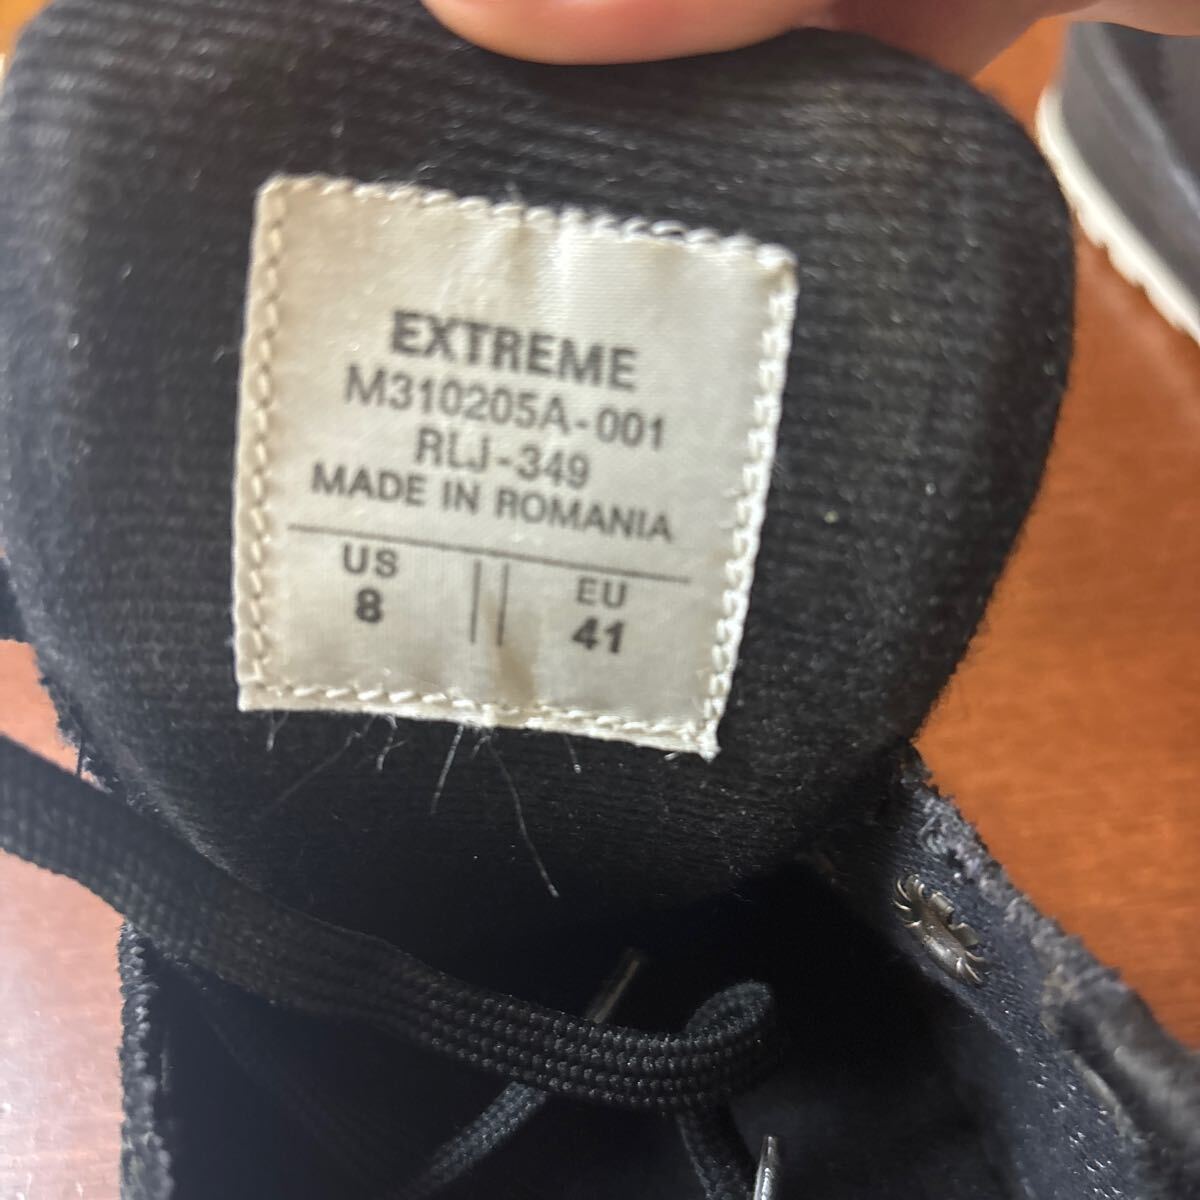 EXTREME
M310205A-001
RLJ-349
MADE IN ROMANIA
US EU
8 41